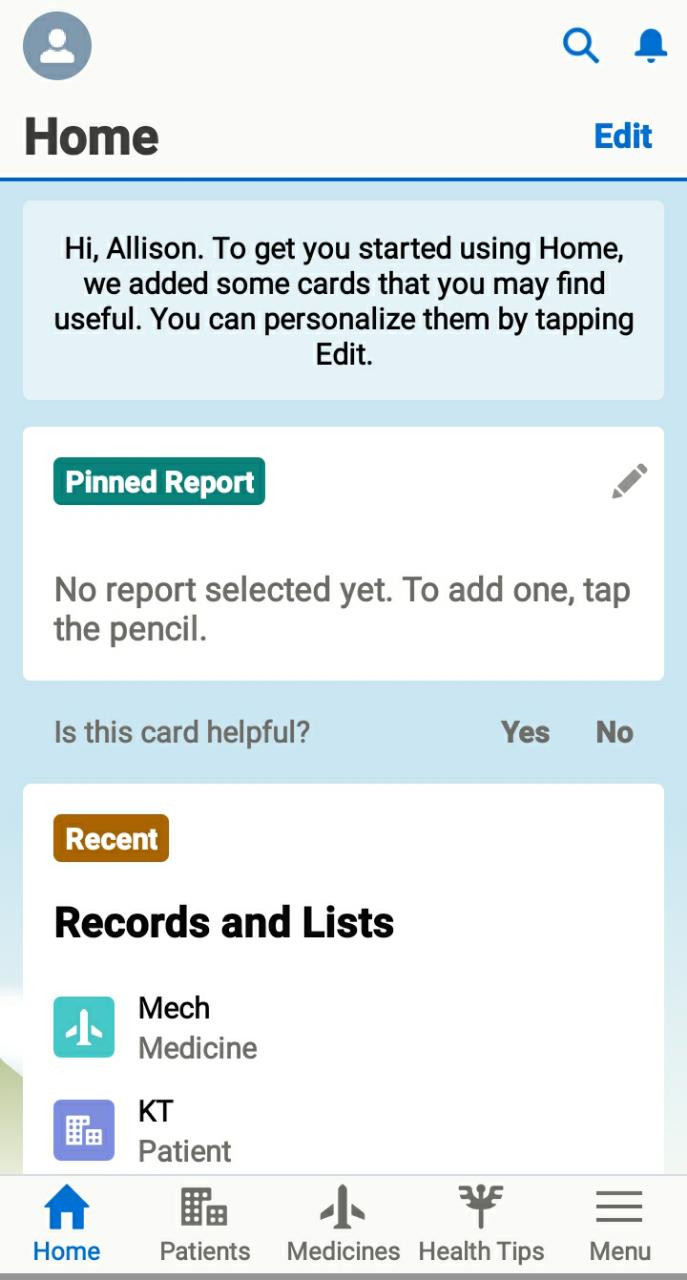 Home
Edit
Hi, Allison. To get you started using Home,
we added some cards that you may find
useful. You can personalize them by tapping
Edit.
Pinned Report
No report selected yet. To add one, tap
the pencil.
Is this card helpful?
Yes
No
Recent
Records and Lists
Mech
Medicine
KT
Patient
Home
Patients
Medicines
Health Tips
Menu